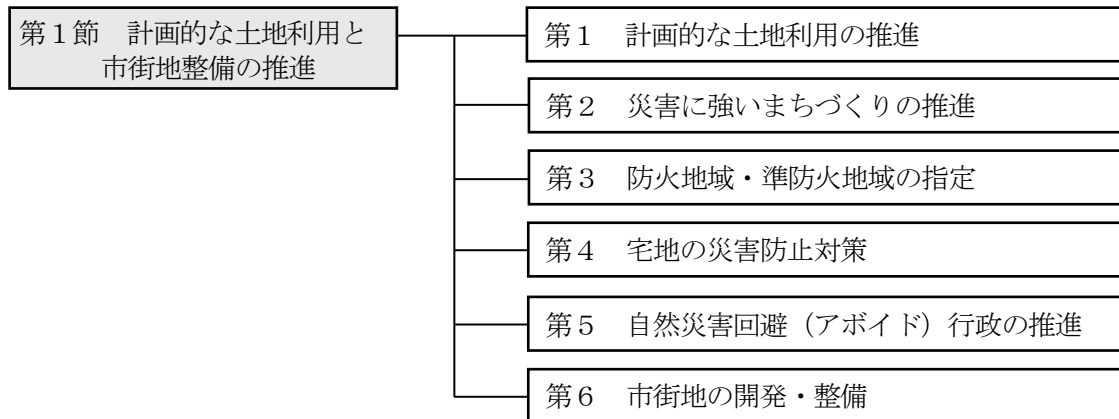 第１節　計画的な土地利用と
市街地整備の推進
第１　計画的な土地利用の推進
第２　災害に強いまちづくりの推進
第３　防火地域・準防火地域の指定
第４　宅地の災害防止対策
第５　自然災害回避（アボイド）行政の推進
第６　市街地の開発・整備